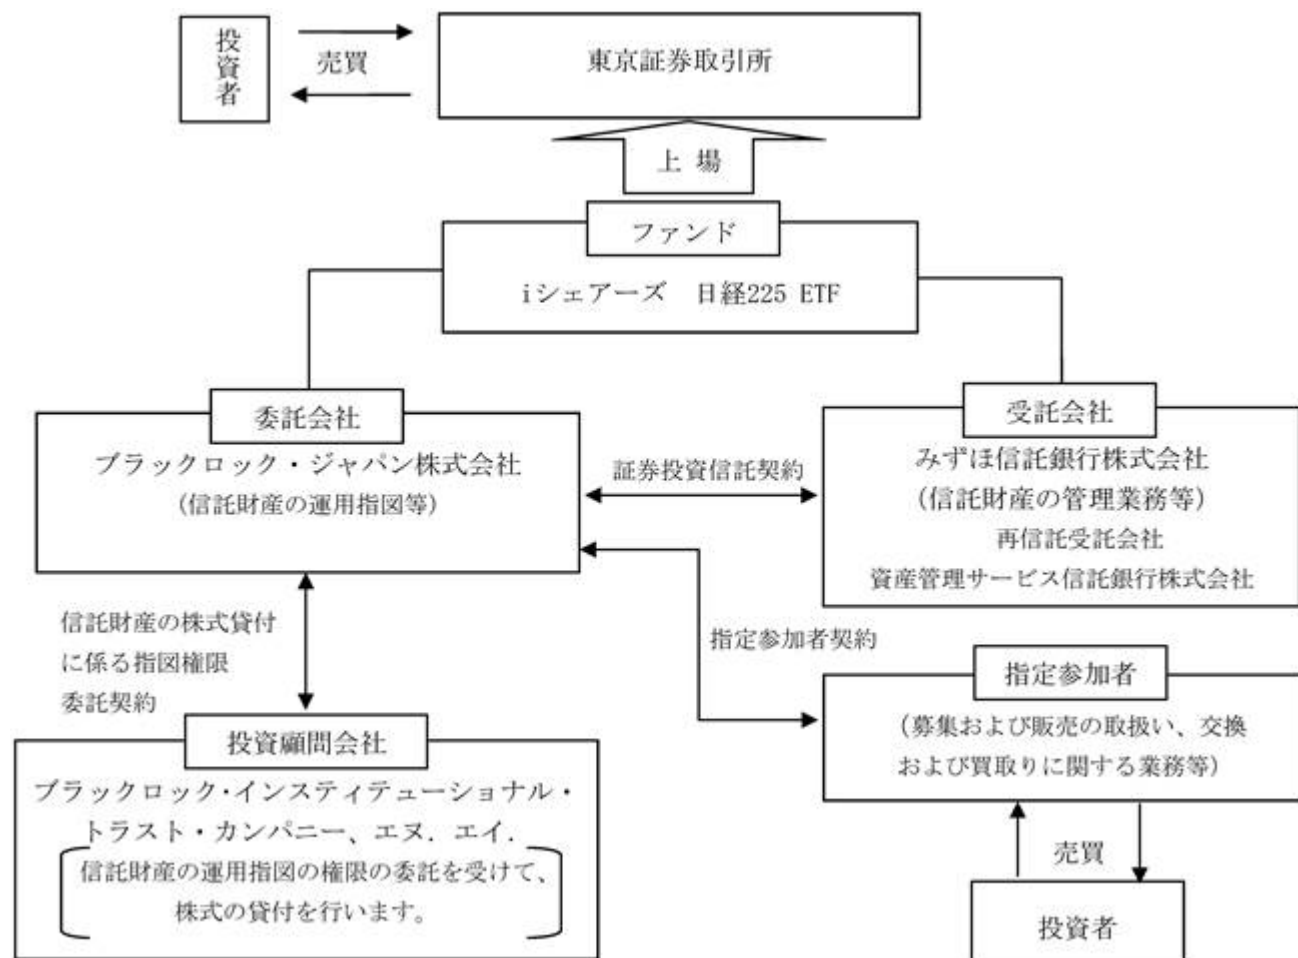 投資者
売買
東京証券取引所
上 場
ファンド
iシェアーズ 日経225 ETF
委託会社
ブラックロック・ジャパン株式会社
(信託財産の運用指図等)
証券投資信託契約
受託会社
みずほ信託銀行株式会社
(信託財産の管理業務等)
再信託受託会社
資産管理サービス信託銀行株式会社
信託財産の株式貸付
に係る指図権限
委託契約
指定参加者契約
投資顧問会社
ブラックロック・インスティテューショナル・
トラスト・カンパニー、エヌ．エイ．
信託財産の運用指図の権限の委託を受けて、
株式の貸付を行います。
指定参加者
(募集および販売の取扱い、交換
および買取りに関する業務等)
売買
投資者